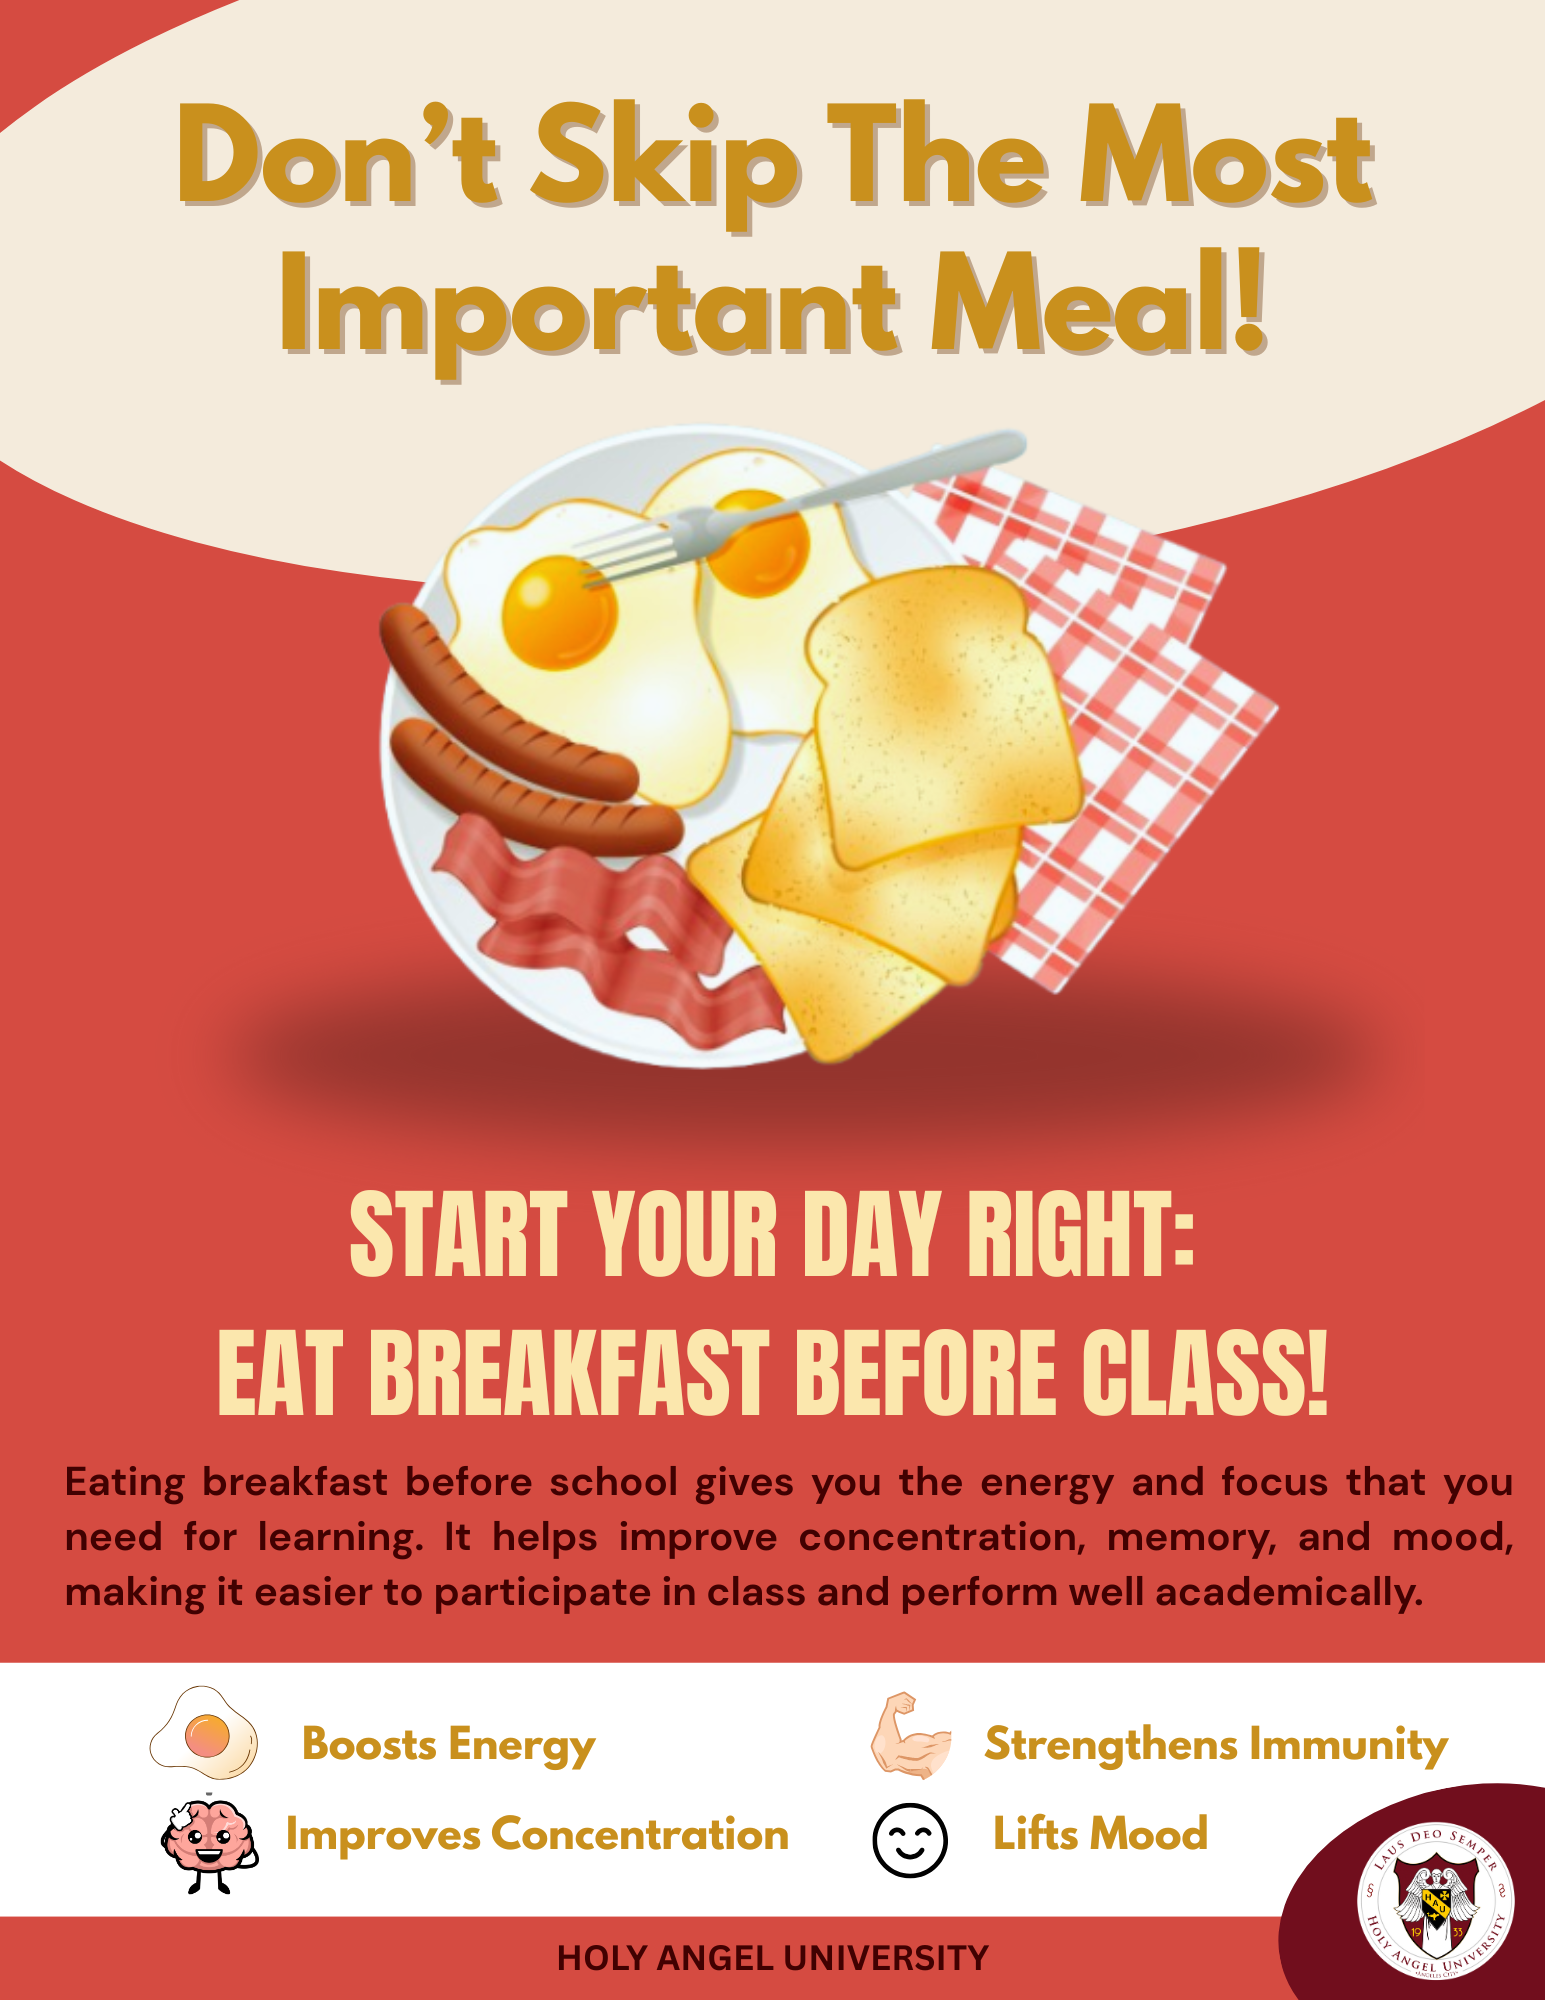 Don't Skip The Most
Important Meal!
START YOUR DAY RIGHT:
EAT BREAKFAST BEFORE CLASS!
Eating breakfast before school gives you the energy and focus that you
need for learning. It helps improve concentration, memory, and mood,
making it easier to participate in class and perform well academically.
Boosts Energy
Strengthens Immunity
Improves Concentration
Lifts Mood
HOLY ANGEL UNIVERSITY
LAUS DEO SEMPER
HAU
19 33
HOLY ANGEL UNIVERSITY
ANGELES CITY